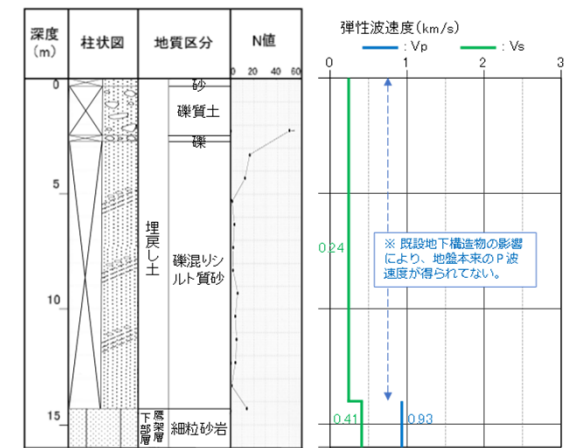 弾性波速度(km/s)
: Vp : Vs
深度
(m)
柱状図
地質区分
N値
0 20 40 60
0 1 2 3
0
砂
礫質土
礫
5
埋戻し土
0.24
※ 既設地下構造物の影響
により、地盤本来のP波
速度が得られてない。
礫混りシ
ルト質砂
10
15
下部層
鷹架層
細粒砂岩
0.41
0.93